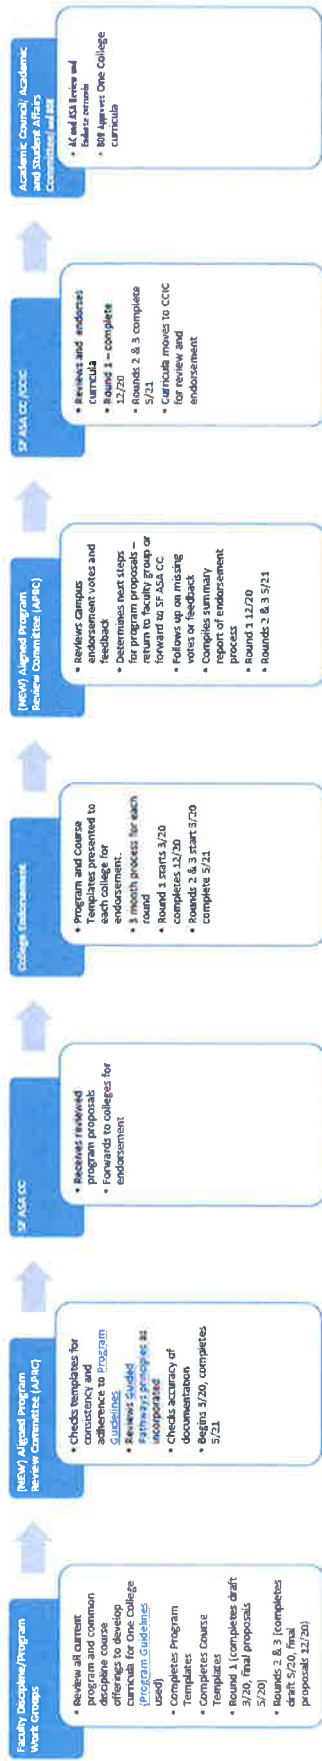 Faculty Discipline/Program
Work Groups
• Review all current
program and common
discipline course
offerings to develop
curricula for One College
(Program Guidelines
used)
• Completes Program
Templates
• Completes Course
Templates
• Round 1 (completes draft
3/20, final proposals
5/20)
• Rounds 2 & 3 (completes
draft 5/20, final
proposals 12/20)
(NEW) Aligned Program
Review Committee (APRC)
• Checks templates for
consistency and
adherence to Program
Guidelines
• Reviews Guided
Pathways principles as
incorporated
• Checks accuracy of
documentation
• Begins 3/20, completes
5/21
SF ASA CC
• Receives reviewed
program proposals
• Forwards to colleges for
endorsement
College Endorsement
• Program and Course
Templates presented to
each college for
endorsement.
• 3 month process for each
round
• Round 1 starts 3/20
completes 12/20
• Rounds 2 & 3 start 5/20
complete 5/21
(NEW) Aligned Program
Review Committee (APRC)
• Reviews campus
endorsement votes and
feedback
• Determines next steps
for program proposals –
return to faculty group or
forward to SF ASA CC
• Follows up on missing
votes or feedback
• Compiles summary
report of endorsement
process
• Round 1 12/20
• Rounds 2 & 3 5/21
SF ASA CC /CCIC
• Reviews and endorses
curricula
• Round 1 – complete
12/20
• Rounds 2 & 3 complete
5/21
• Curricula moves to CCIC
for review and
endorsement
Academic Council/ Academic
and Student Affairs
Committee/ and BOR
• AC and ASA Review and
Endorse curricula
• BOR Approves One College
curricula